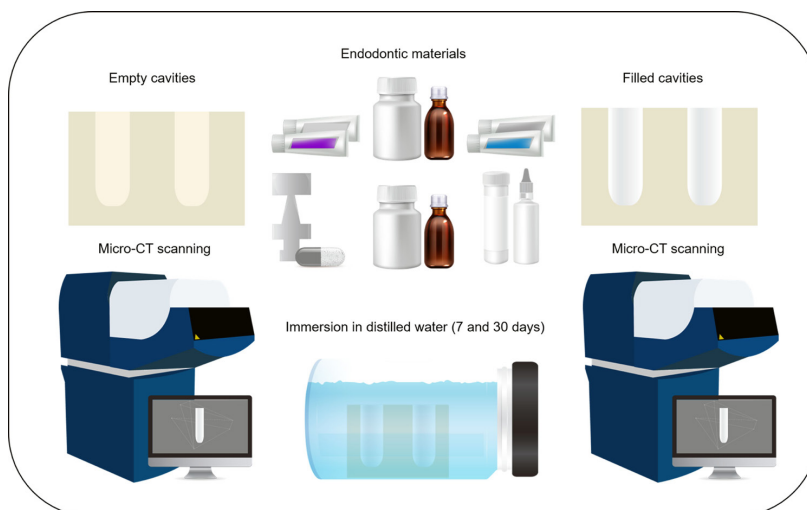 Endodontic materials
Empty cavities
Filled cavities
Micro-CT scanning
Micro-CT scanning
Immersion in distilled water (7 and 30 days)